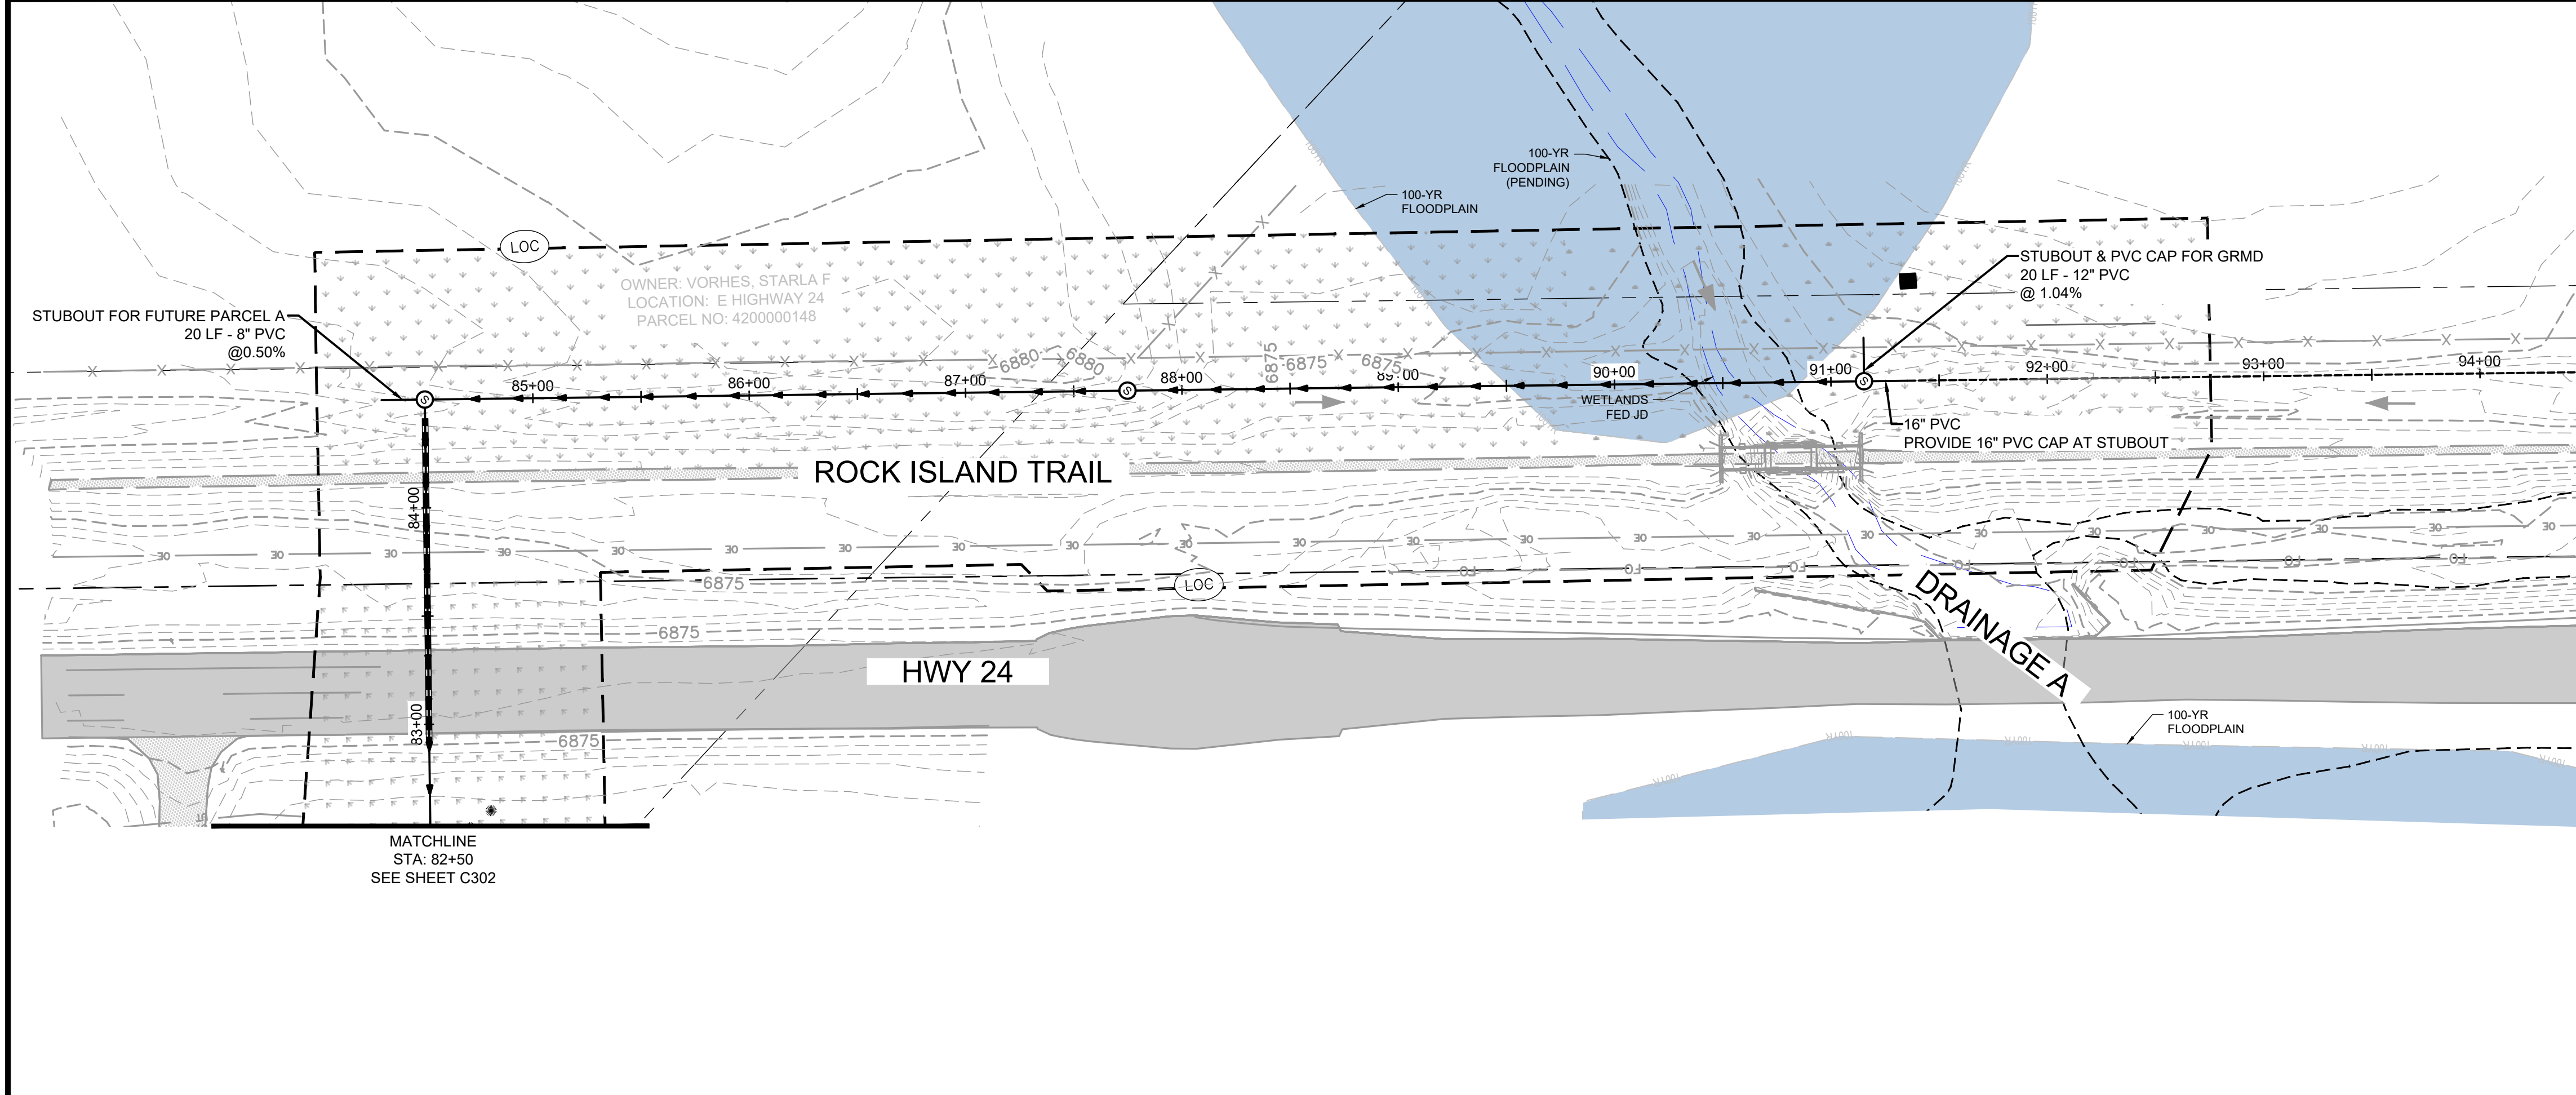 100-YR
FLOODPLAIN
(PENDING)
100-YR
FLOODPLAIN
LOC
STUBOUT & PVC CAP FOR GRMD
20 LF - 12" PVC
@ 1.04%
OWNER: VORHES, STARLA F
LOCATION: E HIGHWAY 24
PARCEL NO: 4200000148
STUBOUT FOR FUTURE PARCEL A
20 LF - 8" PVC
@0.50%
6880
6880
6875
6875
6875
85+00
86+00
87+00
88+00
89+00
90+00
91+00
92+00
93+00
94+00
S
S
S
WETLANDS
FED JD
16" PVC
PROVIDE 16" PVC CAP AT STUBOUT
ROCK ISLAND TRAIL
84+00
LOC
6875
6875
DRAINAGE A
HWY 24
83+00
6875
100-YR
FLOODPLAIN
MATCHLINE
STA: 82+50
SEE SHEET C302